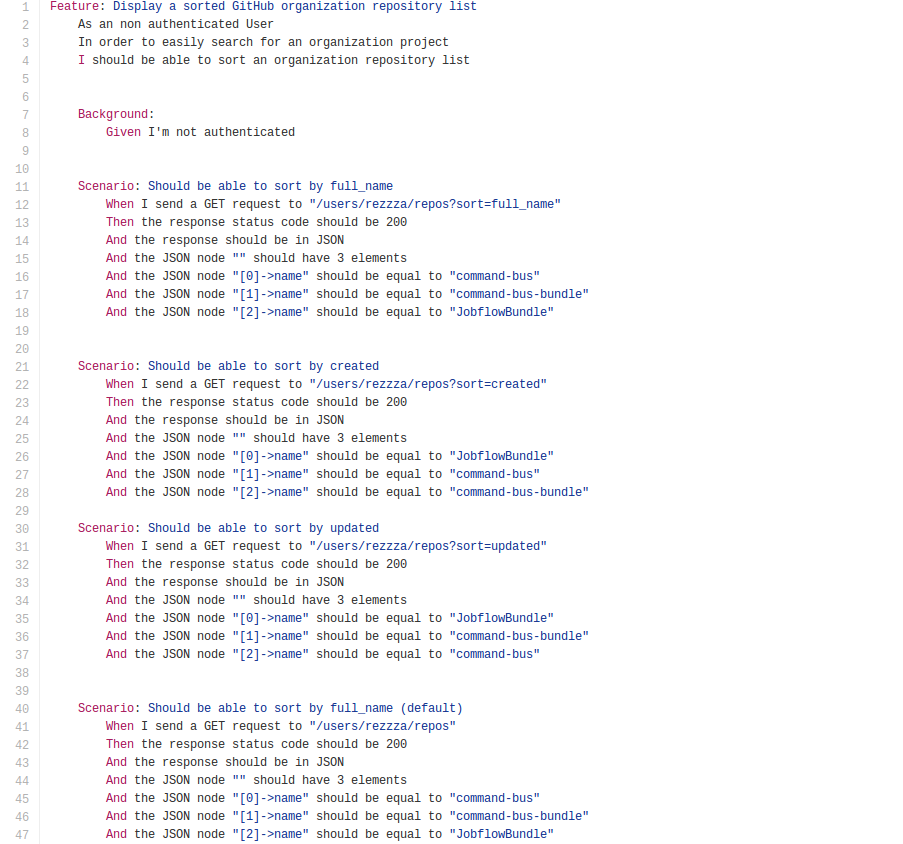 1 Feature: Display a sorted GitHub organization repository list
2 As an non authenticated User
3 In order to easily search for an organization project
4 I should be able to sort an organization repository list
5
6
7 Background:
8 Given I'm not authenticated
9
10
11 Scenario: Should be able to sort by full_name
12 When I send a GET request to "/users/rezzza/repos?sort=full_name"
13 Then the response status code should be 200
14 And the response should be in JSON
15 And the JSON node "" should have 3 elements
16 And the JSON node "[0]->name" should be equal to "command-bus"
17 And the JSON node "[1]->name" should be equal to "command-bus-bundle"
18 And the JSON node "[2]->name" should be equal to "JobflowBundle"
19
20
21 Scenario: Should be able to sort by created
22 When I send a GET request to "/users/rezzza/repos?sort=created"
23 Then the response status code should be 200
24 And the response should be in JSON
25 And the JSON node "" should have 3 elements
26 And the JSON node "[0]->name" should be equal to "JobflowBundle"
27 And the JSON node "[1]->name" should be equal to "command-bus"
28 And the JSON node "[2]->name" should be equal to "command-bus-bundle"
29
30 Scenario: Should be able to sort by updated
31 When I send a GET request to "/users/rezzza/repos?sort=updated"
32 Then the response status code should be 200
33 And the response should be in JSON
34 And the JSON node "" should have 3 elements
35 And the JSON node "[0]->name" should be equal to "JobflowBundle"
36 And the JSON node "[1]->name" should be equal to "command-bus-bundle"
37 And the JSON node "[2]->name" should be equal to "command-bus"
38
39
40 Scenario: Should be able to sort by full_name (default)
41 When I send a GET request to "/users/rezzza/repos"
42 Then the response status code should be 200
43 And the response should be in JSON
44 And the JSON node "" should have 3 elements
45 And the JSON node "[0]->name" should be equal to "command-bus"
46 And the JSON node "[1]->name" should be equal to "command-bus-bundle"
47 And the JSON node "[2]->name" should be equal to "JobflowBundle"